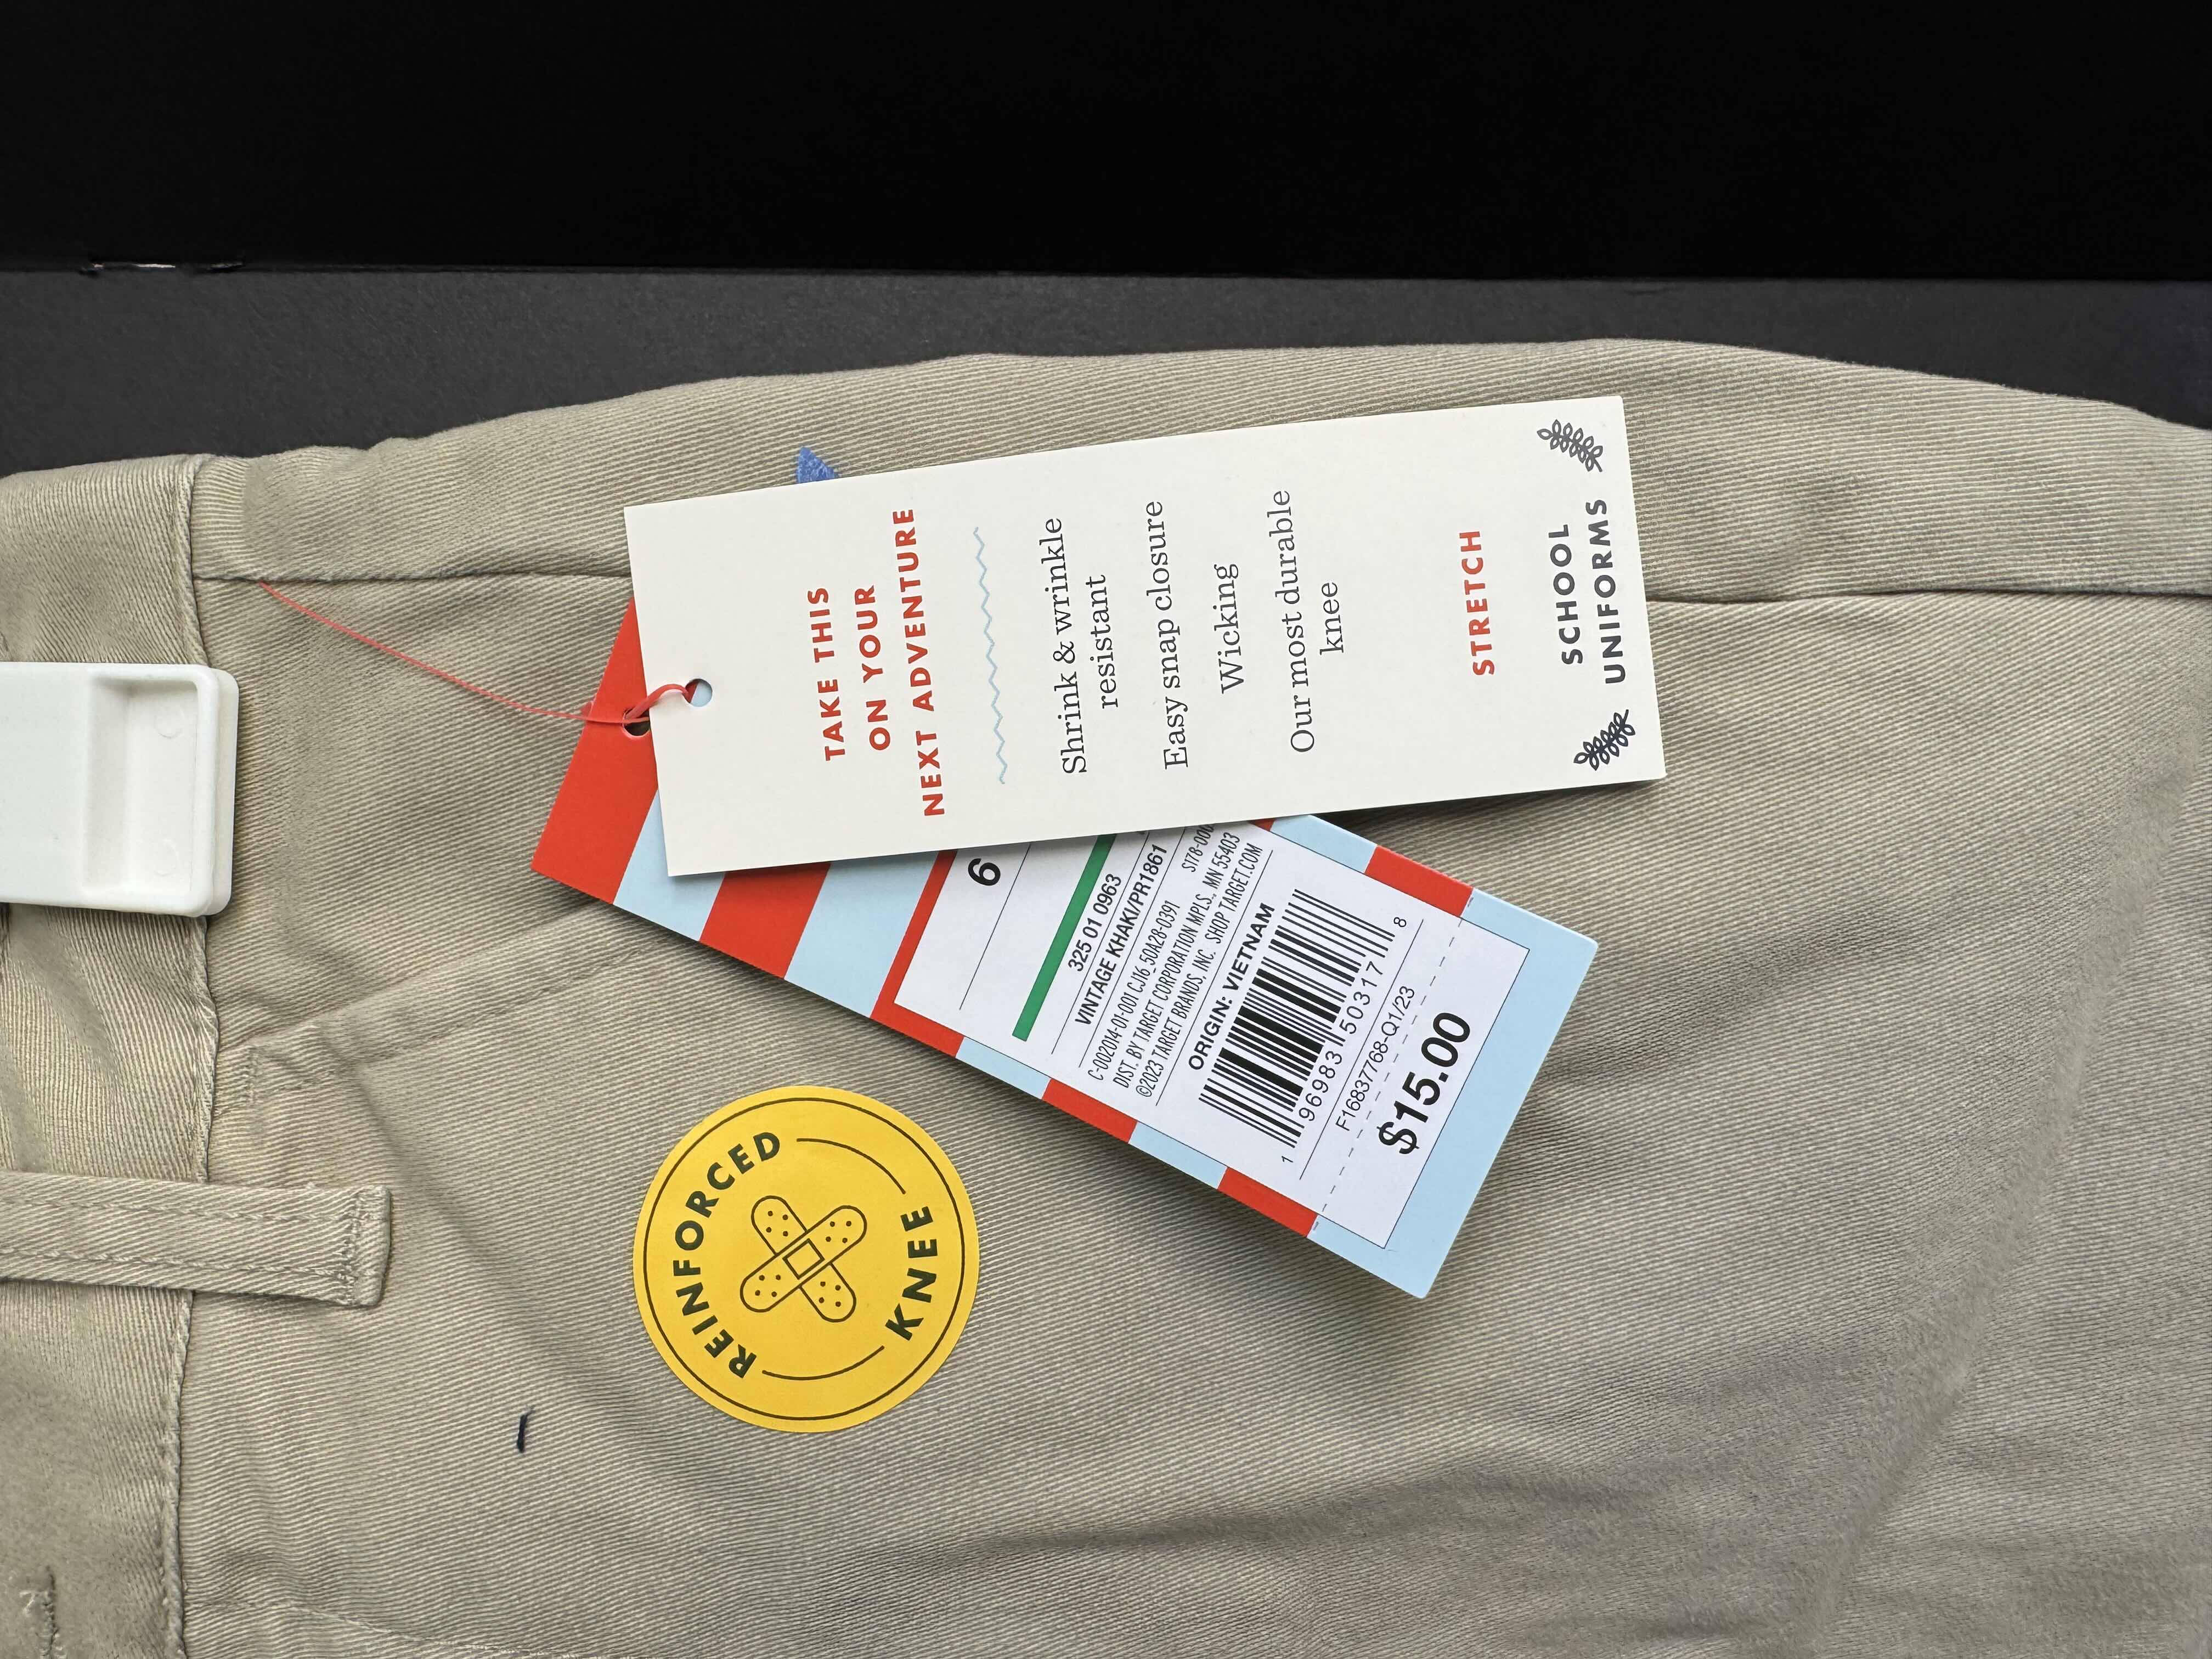 TAKE THIS
ON YOUR
NEXT ADVENTURE
Shrink & wrinkle
resistant
Easy snap closure
Wicking
Our most durable
knee
STRETCH
SCHOOL
UNIFORMS
6
325 01 0963
VINTAGE KHAKI/PR1861
C-002014-01-001 CJ16_50A28-0391
DIST. BY TARGET CORPORATION MPLS., MN 55403
©2023 TARGET BRANDS, INC. SHOP TARGET.COM
ORIGIN: VIETNAM
1 96983 50317 8
F16837768-Q1/23
$15.00
REINFORCED
KNEE